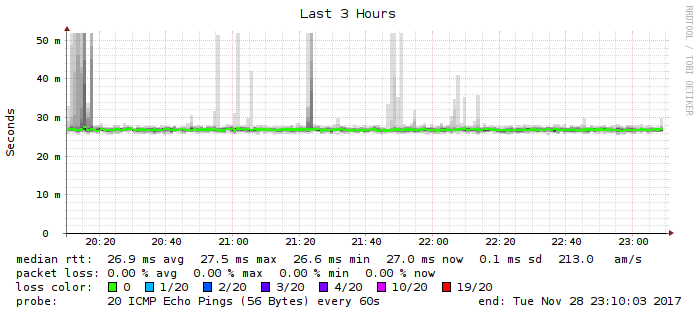 Last 3 Hours
RRDTOOL / TOBI OETIKER
Seconds
50 m
40 m
30 m
20 m
10 m
0
20:20 20:40 21:00 21:20 21:40 22:00 22:20 22:40 23:00
median rtt: 26.9 ms avg 27.5 ms max 26.6 ms min 27.0 ms now 0.1 ms sd 213.0 am/s
packet loss: 0.00 % avg 0.00 % max 0.00 % min 0.00 % now
loss color: 0 1/20 2/20 3/20 4/20 10/20 19/20
probe: 20 ICMP Echo Pings (56 Bytes) every 60s end: Tue Nov 28 23:10:03 2017